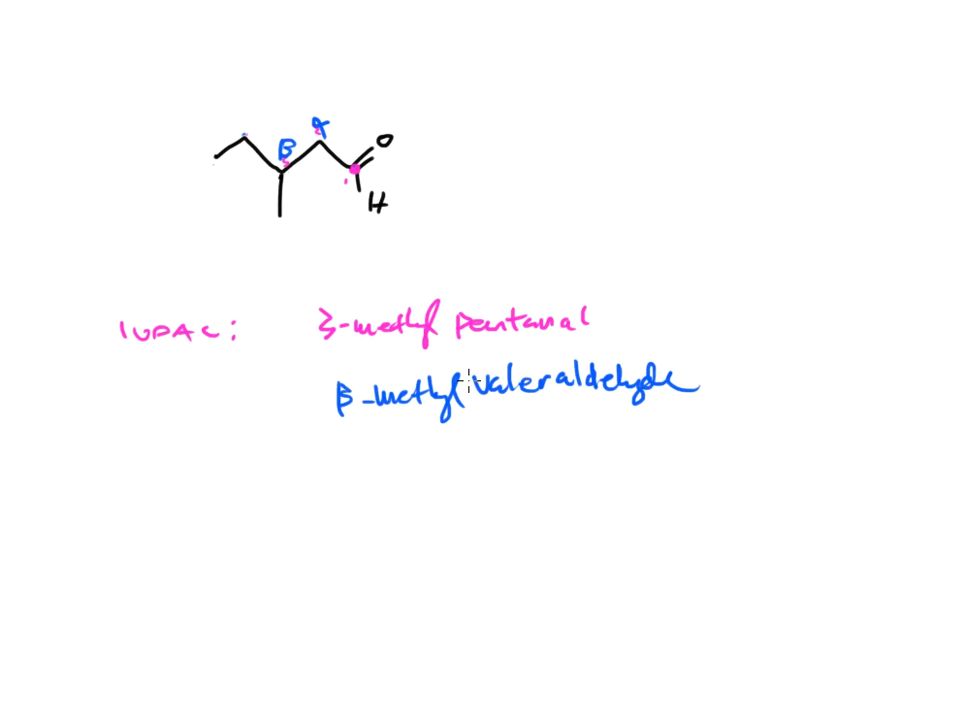 α
β
O
H
IUPAC: 3-methyl pentanal
β-methyl valeraldehyde